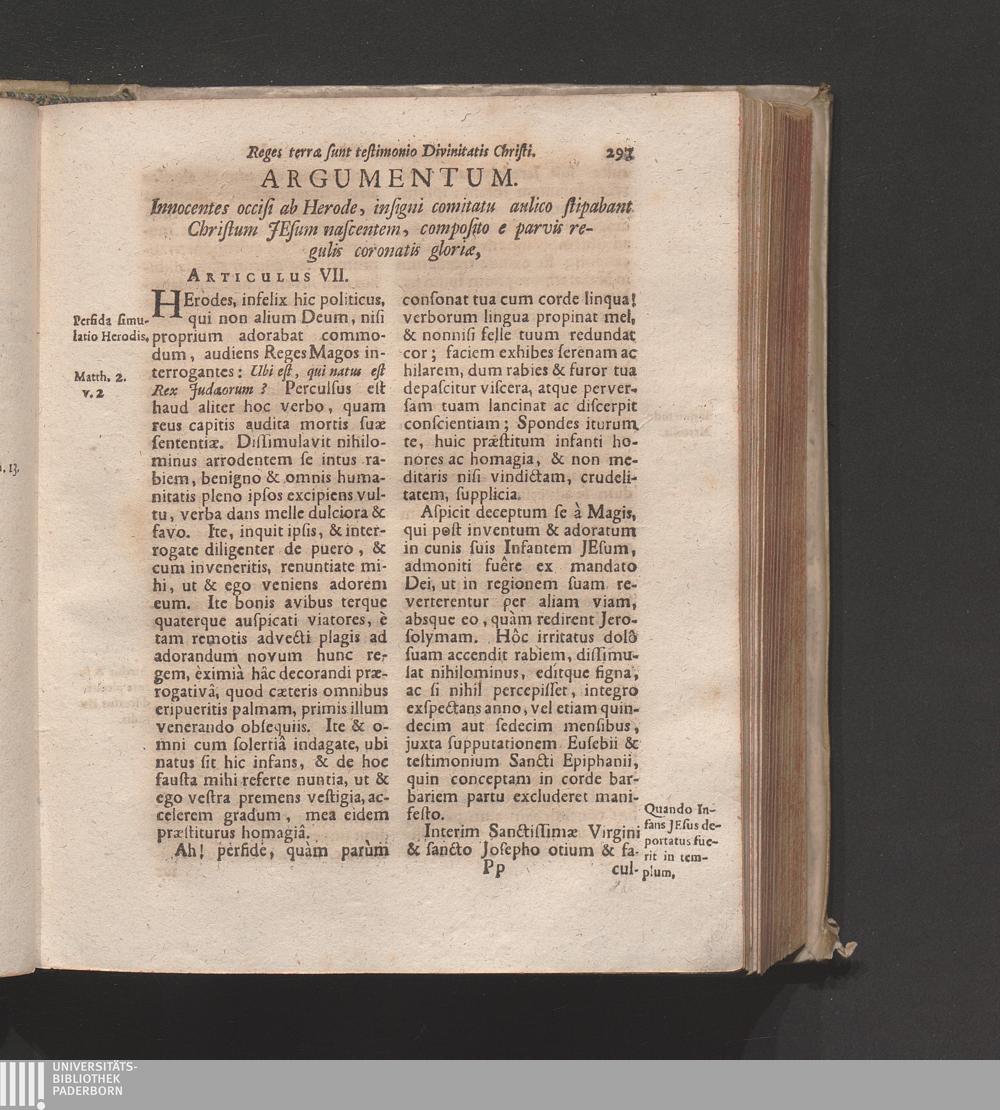 Reges terræ sunt testimonio Divinitatis Christi. 297
ARGUMENTUM.
Innocentes occisi ab Herode, insigni comitatu aulico stipabant
Christum JEsum nascentem, composito e parvis re-
gulis coronatis gloriæ,
ARTICULUS VII.
Perfida simu-
latio Herodis,
Matth. 2.
v. 2
HErodes, infelix hic politicus,
qui non alium Deum, nisi
proprium adorabat commo-
dum, audiens Reges Magos in-
terrogantes: Ubi est, qui natus est
Rex Judæorum? Perculsus est
haud aliter hoc verbo, quam
reus capitis audita mortis suæ
sententiæ. Dissimulavit nihilo-
minus arrodentem se intus ra-
biem, benigno & omnis huma-
nitatis pleno ipsos excipiens vul-
tu, verba dans melle dulciora &
favo. Ite, inquit ipsis, & inter-
rogate diligenter de puero, &
cum inveneritis, renuntiate mi-
hi, ut & ego veniens adorem
eum. Ite bonis avibus terque
quaterque auspicati viatores, è
tam remotis advecti plagis ad
adorandum novum hunc re-
gem, èximià hâc decorandi præ-
rogativâ, quod cæteris omnibus
eripueritis palmam, primis illum
venerando obsequiis. Ite & o-
mni cum solertiâ indagate, ubi
natus sit hic infans, & de hoc
fausta mihi referte nuntia, ut &
ego vestra premens vestigia, ac-
celerem gradum, mea eidem
præstiturus homagiâ.
Ah! pèrfide, quàm parùm
consonat tua cum corde linqua!
verborum lingua propinat mel,
& nonnisi felle tuum redundat
cor; faciem exhibes serenam ac
hilarem, dum rabies & furor tua
depascitur viscera, atque perver-
sam tuam lancinat ac discerpit
conscientiam; Spondes iturum
te, huic præstitum infanti ho-
nores ac homagia, & non me-
ditaris nisi vindictam, crudeli-
tatem, supplicia.
Aspicit deceptum se à Magis,
qui post inventum & adoratum
in cunis suis Infantem JEsum,
admoniti fuêre ex mandato
Dei, ut in regionem suam re-
verterentur per aliam viam,
absque eo, quàm redirent Jero-
solymam. Hôc irritatus dolô
suam accendit rabiem, dissimu-
lat nihilominus, editque signa,
ac si nihil percepisset, integro
exspectans anno, vel etiam quin-
decim aut sedecim mensibus,
juxta supputationem Eusebii &
testimonium Sancti Epiphanii,
quin conceptam in corde bar-
bariem partu excluderet mani-
festo.
Interim Sanctissimæ Virgini
& sancto Josepho otium & fa-
Pp cul-
Quando In-
fans JEsus de-
portatus fue-
rit in tem-
plum,
13.
UNIVERSITÄTS-
BIBLIOTHEK
PADERBORN